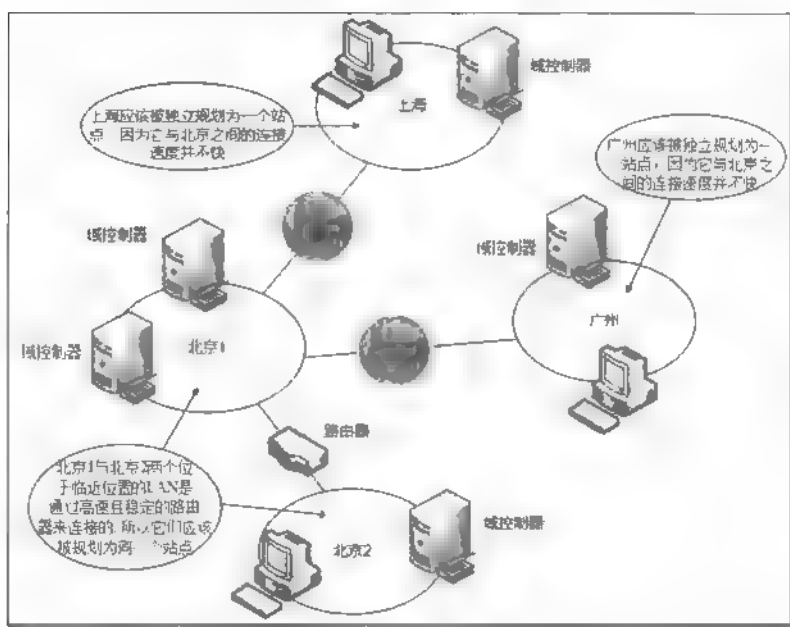 域控制器
上海
上海应该被独立规划为一个站
点 因为它与北京之间的连接
速度并不快
广州应该被独立规划为一
站点，因为它与北京之
间的连接速度并不快
域控制器
域控制器
广州
域控制器
北京1
路由器
北京1与北京2两个位
于临近位置的LAN是
通过高速且稳定的路由
器来连接的 所以它们应该
被规划为同一个站点
域控制器
北京2